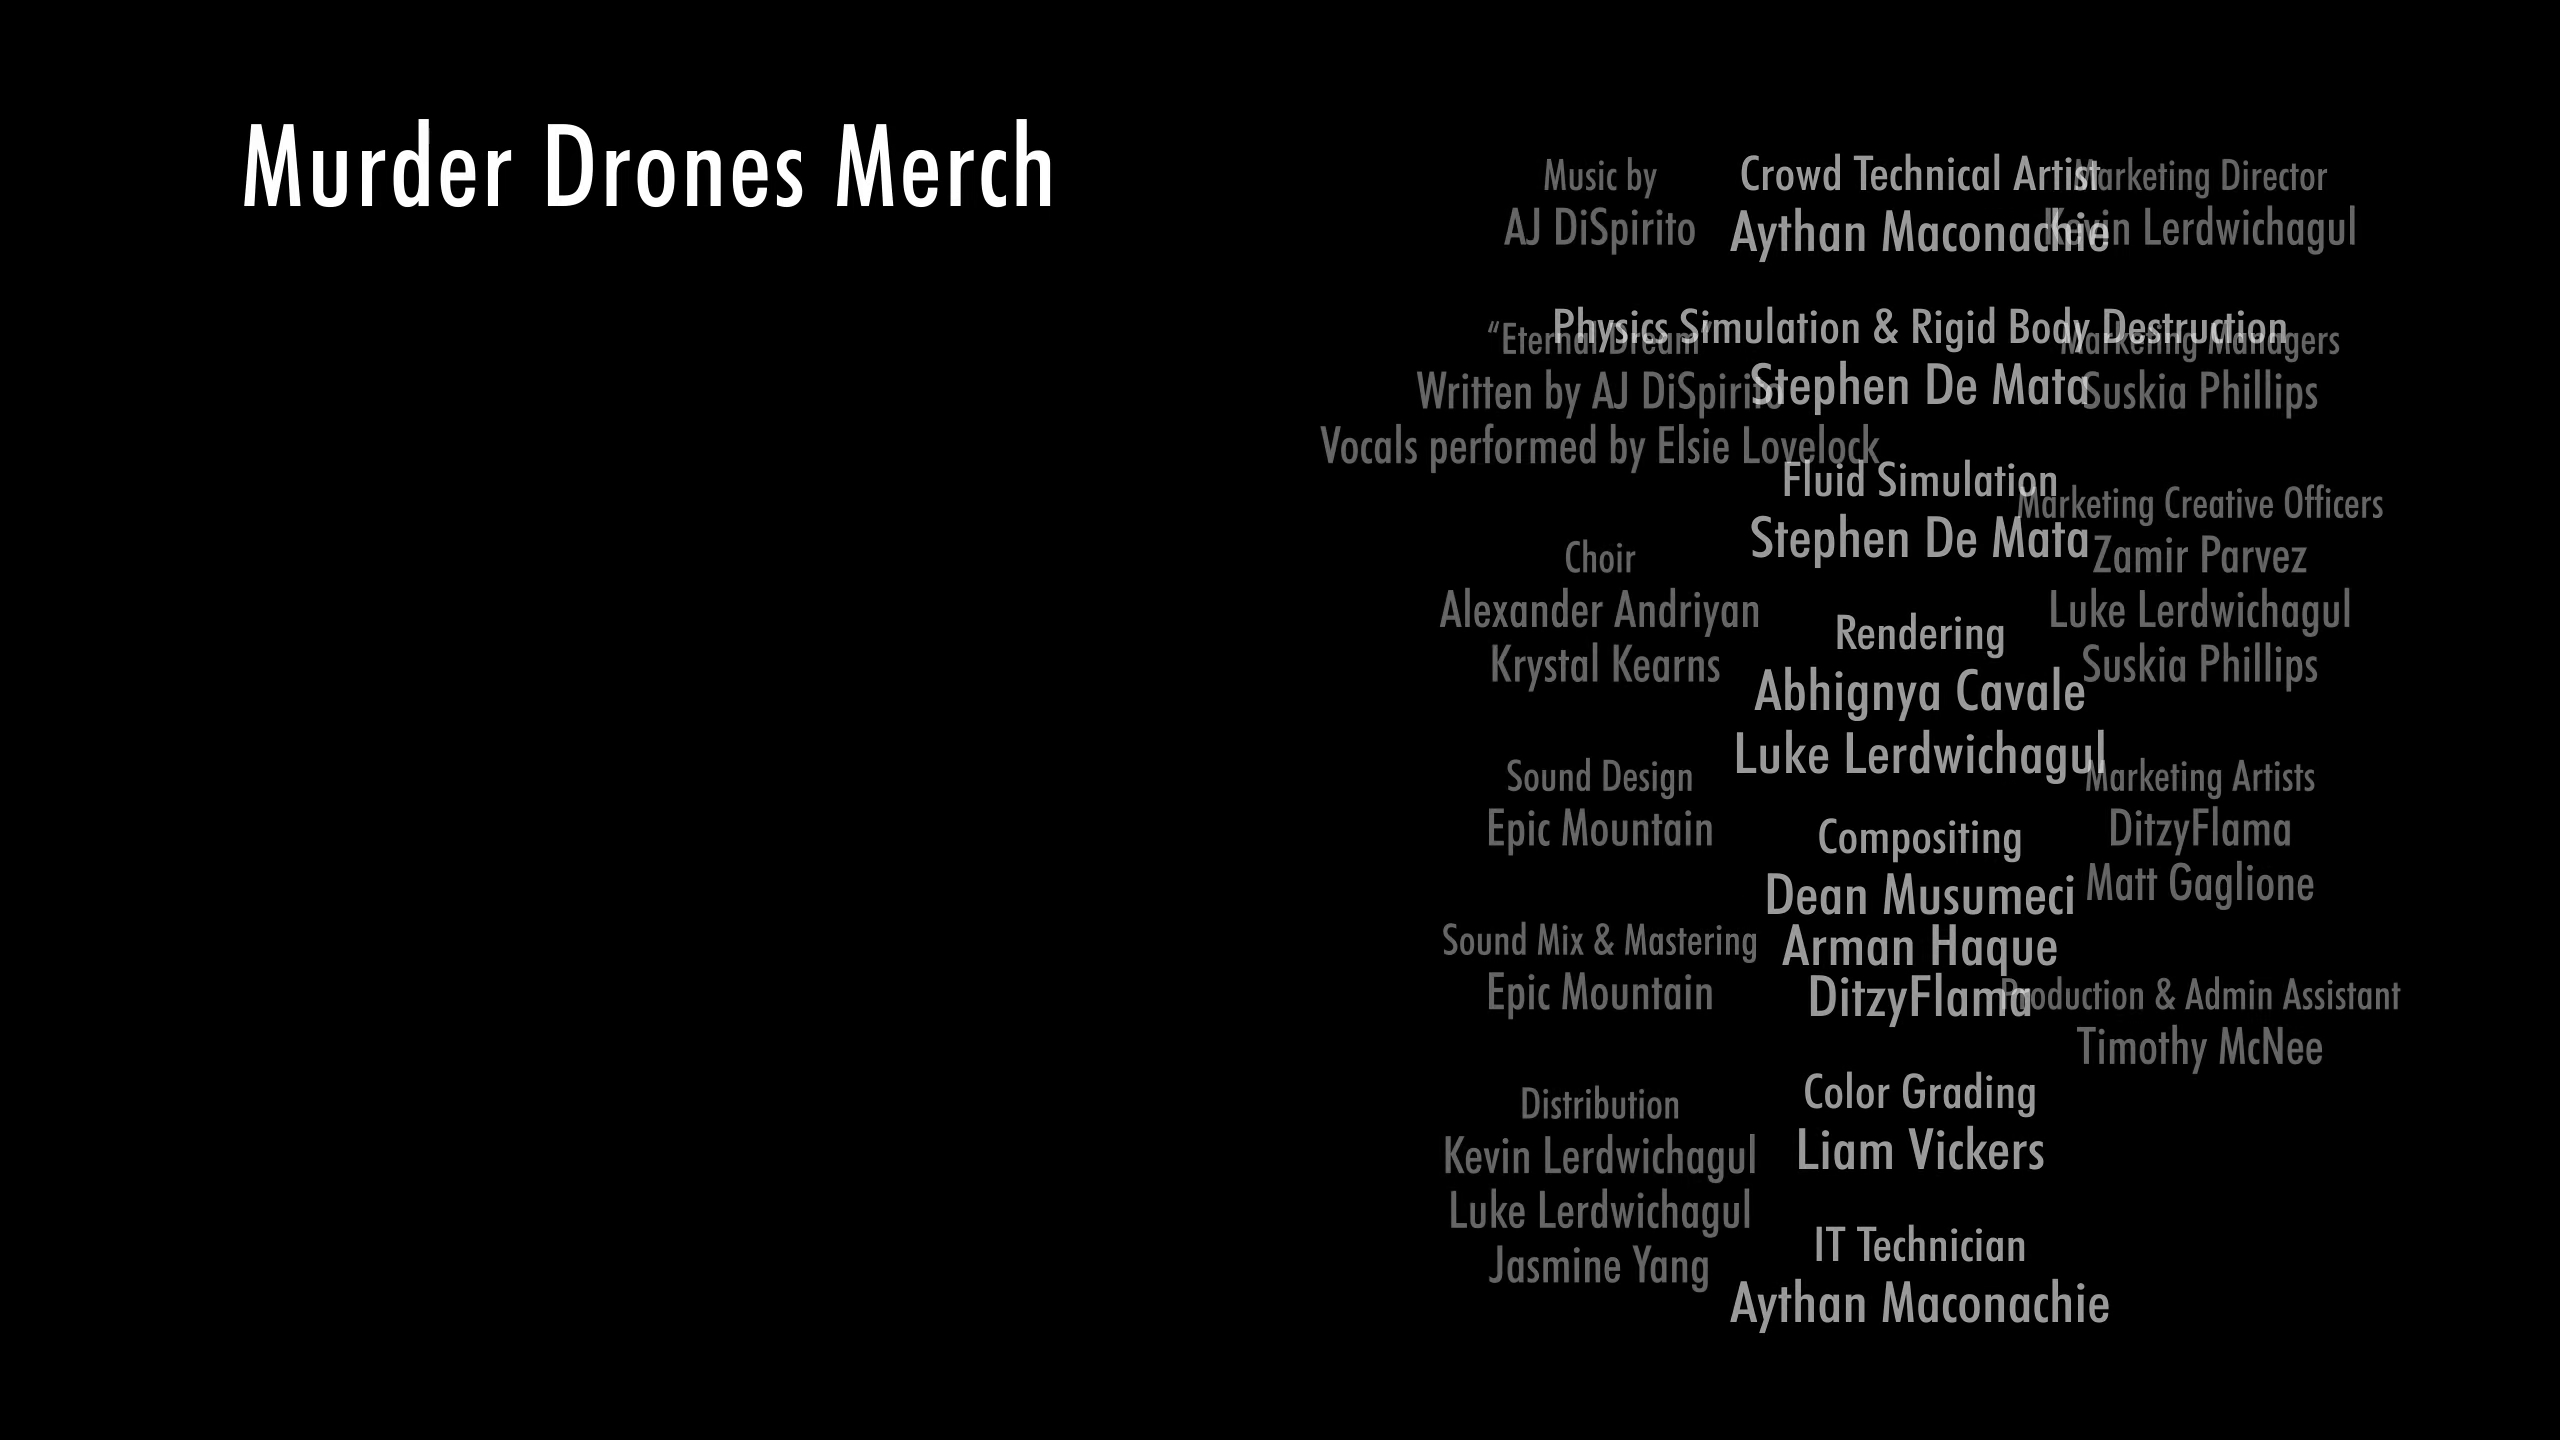 Murder Drones Merch
Crowd Technical Artist
Aythan Maconachie
Physics Simulation & Rigid Body Destruction
Stephen De Mata
Fluid Simulation
Stephen De Mata
Rendering
Abhignya Cavale
Luke Lerdwichagul
Compositing
Dean Musumeci
Arman Haque
DitzyFlama
Color Grading
Liam Vickers
IT Technician
Aythan Maconachie
Music by
AJ DiSpirito
“Eternal Dream”
Written by AJ DiSpirito
Vocals performed by Elsie Lovelock
Choir
Alexander Andriyan
Krystal Kearns
Sound Design
Epic Mountain
Sound Mix & Mastering
Epic Mountain
Distribution
Kevin Lerdwichagul
Luke Lerdwichagul
Jasmine Yang
Marketing Director
Kevin Lerdwichagul
Marketing Managers
Suskia Phillips
Marketing Creative Officers
Zamir Parvez
Luke Lerdwichagul
Suskia Phillips
Marketing Artists
DitzyFlama
Matt Gaglione
Production & Admin Assistant
Timothy McNee